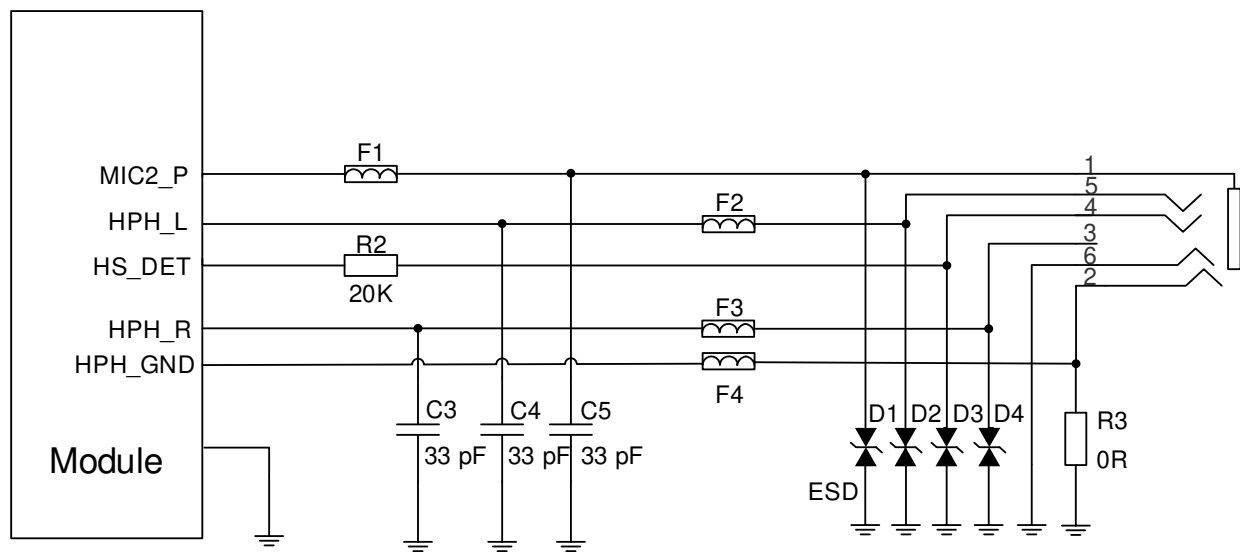 F1
MIC2_P
1
5
F2
HPH_L
4
R2
3
HS_DET
6
20K
2
F3
HPH_R
HPH_GND
F4
C3
C4
C5
D1
D2
D3
D4
R3
33 pF
33 pF
33 pF
0R
Module
ESD